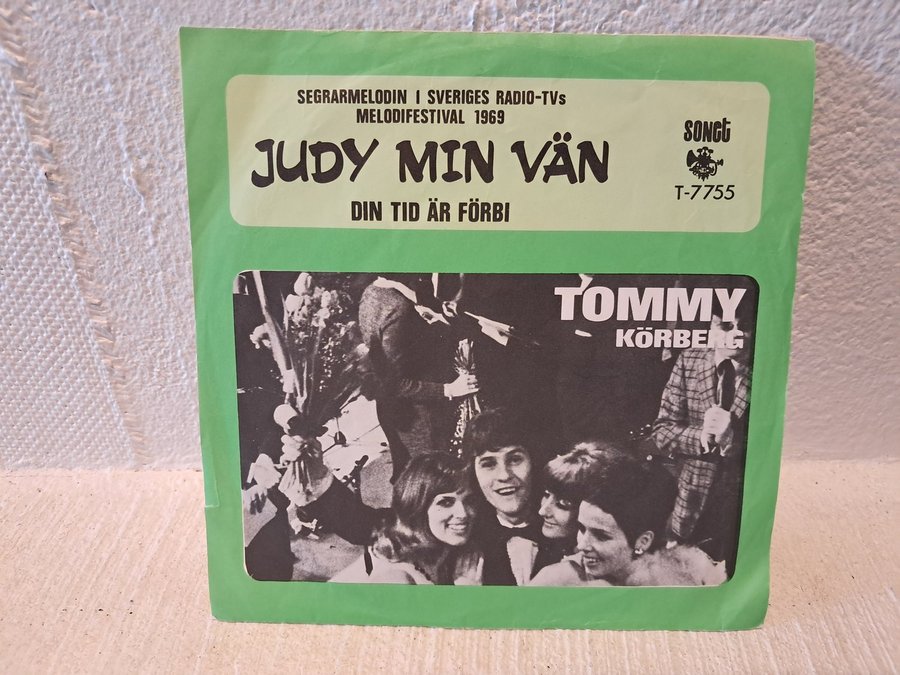 SEGRARMELODIN I SVERIGES RADIO-TVs
MELODIFESTIVAL 1969
JUDY MIN VÄN
DIN TID ÄR FÖRBI
SONET
T-7755
TOMMY
KÖRBERG